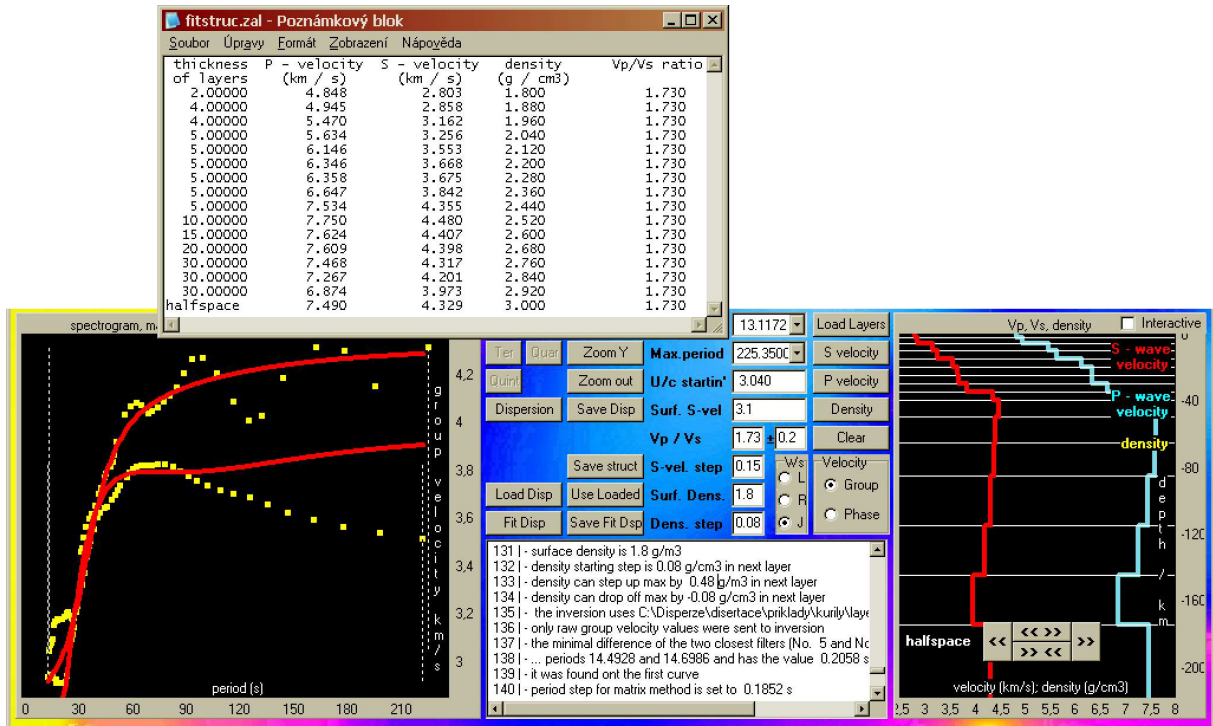 fitstruc.zal - Poznámkový blok
Soubor Úpravy Formát Zobrazení Nápověda
thickness P - velocity S - velocity density Vp/Vs ratio
of layers (km / s) (km / s) (g / cm3)
2.00000 4.848 2.803 1.800 1.730
4.00000 4.945 2.858 1.880 1.730
4.00000 5.470 3.162 1.960 1.730
5.00000 5.634 3.256 2.040 1.730
5.00000 6.146 3.553 2.120 1.730
5.00000 6.346 3.668 2.200 1.730
5.00000 6.358 3.675 2.280 1.730
5.00000 6.647 3.842 2.360 1.730
5.00000 7.534 4.355 2.440 1.730
10.00000 7.750 4.480 2.520 1.730
15.00000 7.624 4.407 2.600 1.730
20.00000 7.609 4.398 2.680 1.730
30.00000 7.468 4.317 2.760 1.730
30.00000 7.267 4.201 2.840 1.730
30.00000 6.874 3.973 2.920 1.730
halfspace 7.490 4.329 3.000 1.730
spectrogram, m
4,2
4
3,8
3,6
3,4
3,2
3
group velocity km/s
period (s)
0 30 60 90 120 150 180 210
13.1172 Load Layers
Ter Quar Zoom Y Max.period 225.350 S velocity
Quint Zoom out U/c startin' 3.040 P velocity
Dispersion Save Disp Surf. S-vel 3.1 Density
Vp / Vs 1.73 ± 0.2 Clear
Save struct S-vel. step 0.15 Ws Velocity
Load Disp Use Loaded Surf. Dens. 1.8 L Group
Fit Disp Save Fit Dsp Dens. step 0.08 R Phase
J
131 | - surface density is 1.8 g/m3
132 | - density starting step is 0.08 g/cm3 in next layer
133 | - density can step up max by 0.48 g/m3 in next layer
134 | - density can drop off max by -0.08 g/cm3 in next layer
135 | - the inversion uses C:\Disperze\disertace\priklady\kurily\laye
136 | - only raw group velocity values were sent to inversion
137 | - the minimal difference of the two closest filters (No. 5 and No
138 | - ... periods 14.4928 and 14.6986 and has the value 0.2058 s
139 | - it was found ont the first curve
140 | - period step for matrix method is set to 0.1852 s
Vp, Vs, density Interactive
S - wave
velocity
P - wave
velocity
density
0
-40
-80
-120
-160
-200
depth / km
halfspace << << >> >> << >>
velocity (km/s); density (g/cm3)
2,5 3 3,5 4 4,5 5 5,5 6 6,5 7 7,5 8